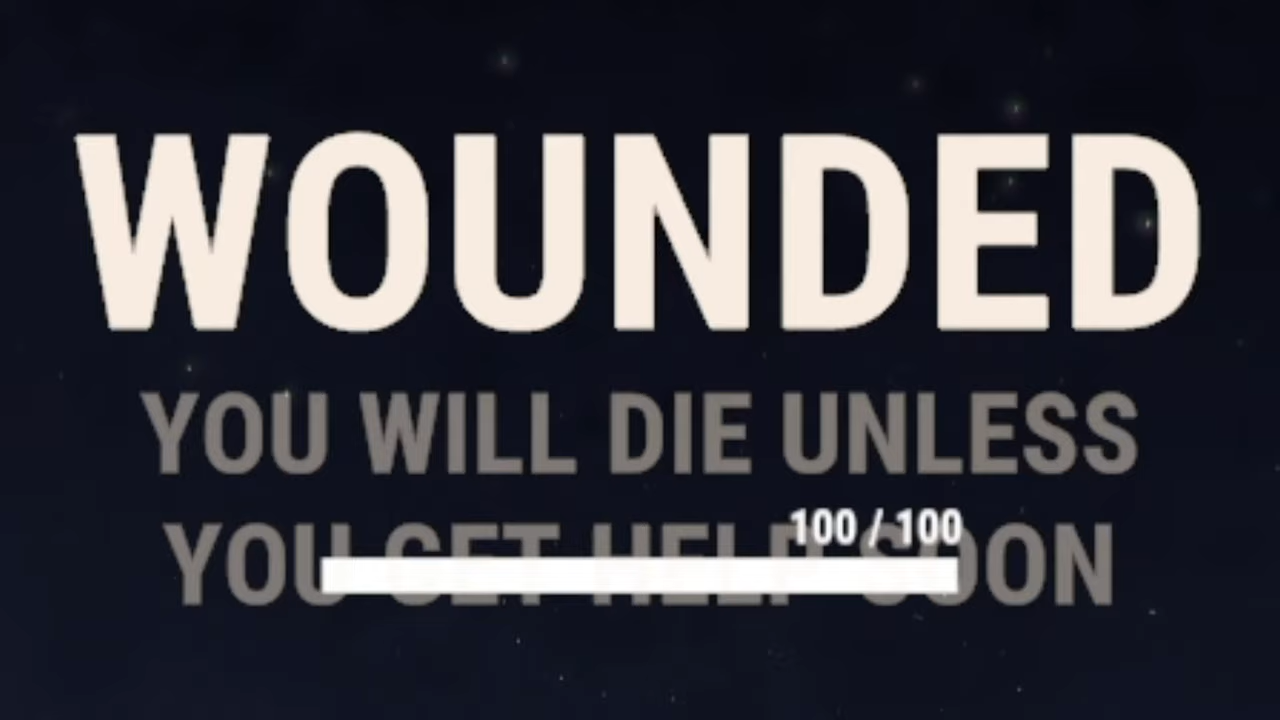 WOUNDED
YOU WILL DIE UNLESS
100 / 100
YOU GET HELP SOON